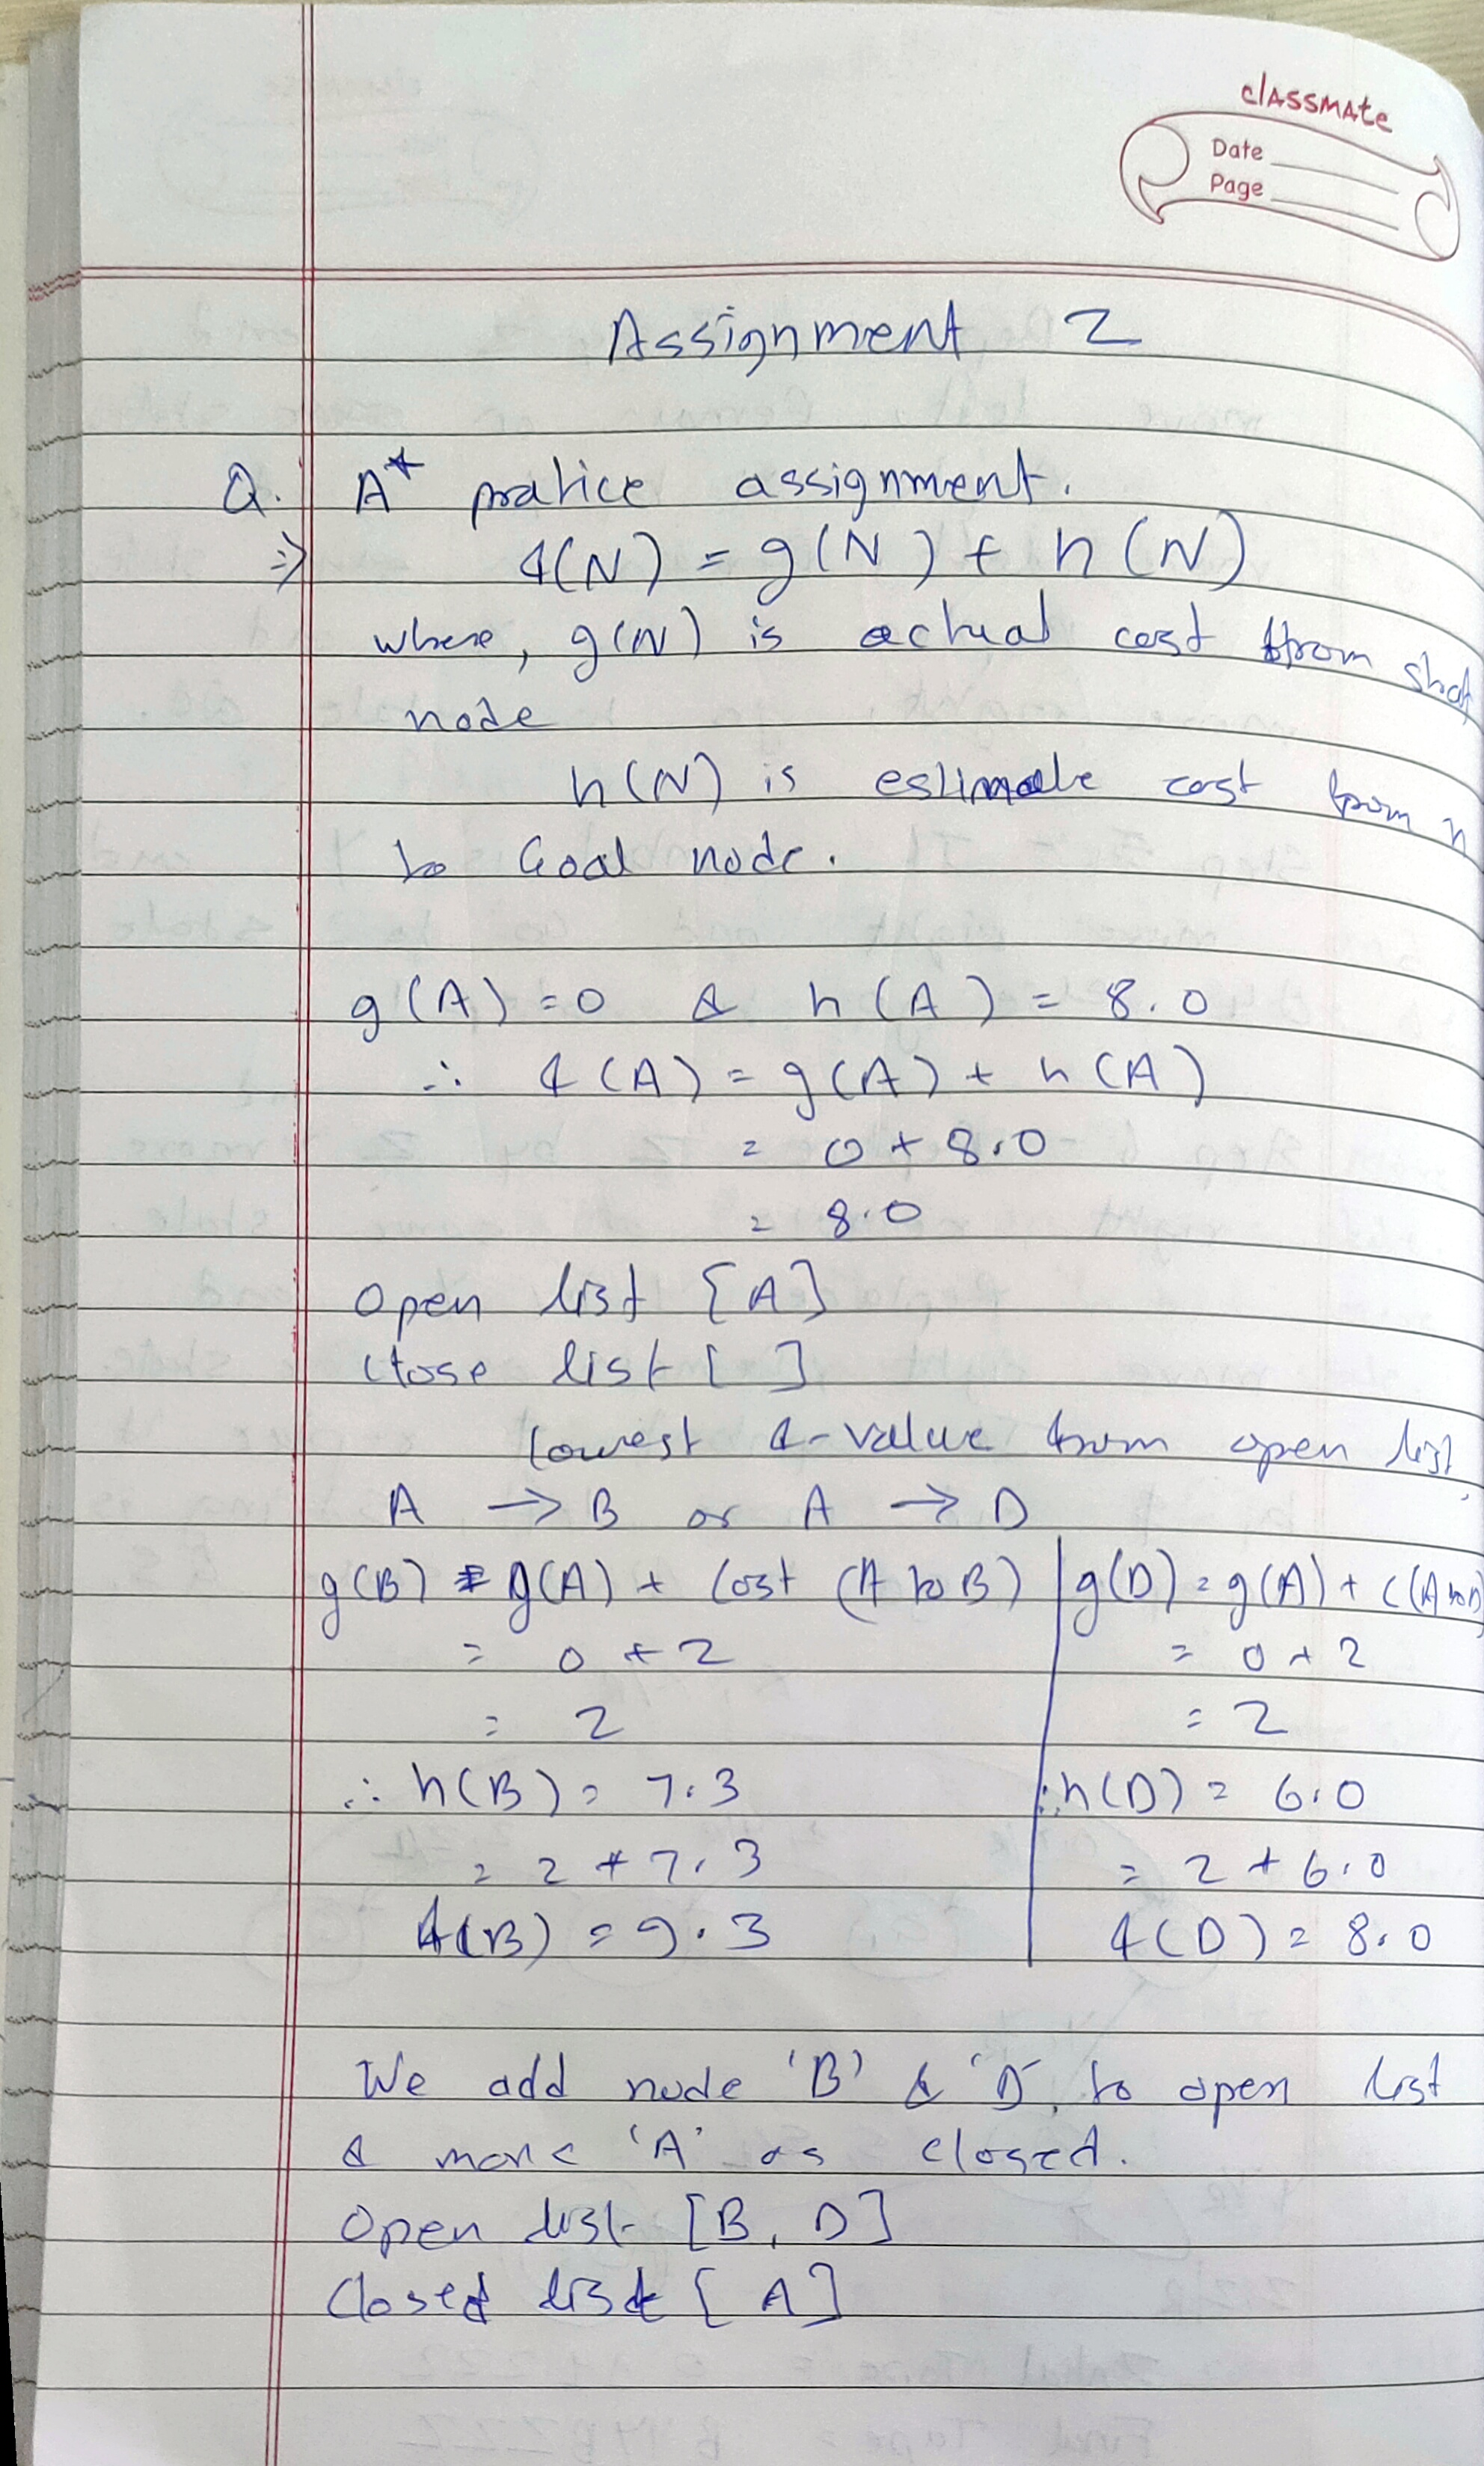 classmate
Date
Page
Assignment 2
Q. A* pratice assignment.
=> f(N) = g(N) + h(N)
where, g(N) is actual cost from
node
h(N) is estimate cost from n
to Goal node.
g(A) = 0 & h(A) = 8.0
∴ f(A) = g(A) + h(A)
= 0 + 8.0
= 8.0
Open list [A]
Close list [ ]
lowest f-value from open list
A → B or A → D
g(B) = g(A) + Cost (A to B) | g(D) = g(A) + C(A to D)
= 0 + 2 | = 0 + 2
= 2 | = 2
∴ h(B) = 7.3 | ∴ h(D) = 6.0
= 2 + 7.3 | = 2 + 6.0
f(B) = 9.3 | f(D) = 8.0
We add node 'B' & 'D' to open list
& 'A' as closed.
Open list [B, D]
Closed list [A]